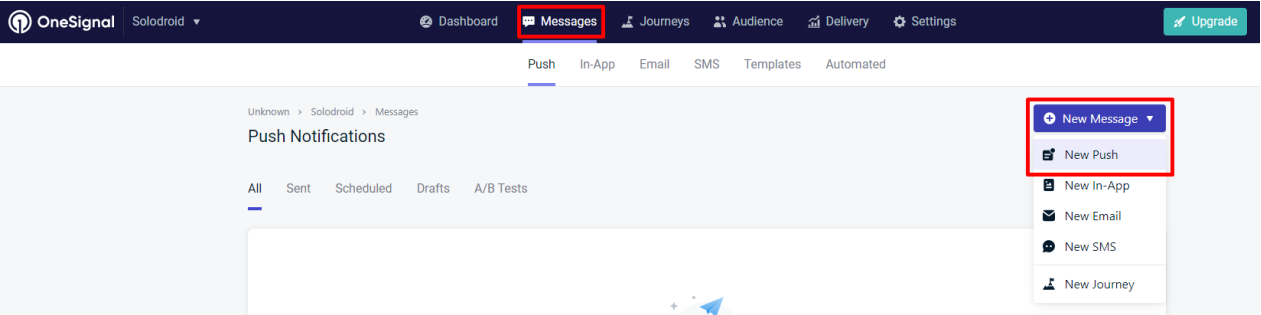 OneSignal Solodroid Dashboard Messages Journeys Audience Delivery Settings Upgrade
Push In-App Email SMS Templates Automated
Unknown > Solodroid > Messages
Push Notifications
New Message
All Sent Scheduled Drafts A/B Tests
New Push
New In-App
New Email
New SMS
New Journey